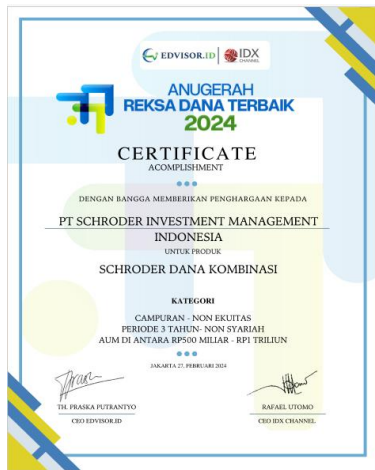 EDVISOR.ID IDX
CHANNEL
ANUGERAH
REKSA DANA TERBAIK
2024
CERTIFICATE
ACOMPLISHMENT
DENGAN BANGGA MEMBERIKAN PENGHARGAAN KEPADA
PT SCHRODER INVESTMENT MANAGEMENT
INDONESIA
UNTUK PRODUK
SCHRODER DANA KOMBINASI
KATEGORI
CAMPURAN - NON EKUITAS
PERIODE 3 TAHUN- NON SYARIAH
AUM DI ANTARA RP500 MILIAR - RP1 TRILIUN
JAKARTA 27, FEBRUARI 2024
TH. PRASKA PUTRANTYO RAFAEL UTOMO
CEO EDVISOR.ID CEO IDX CHANNEL